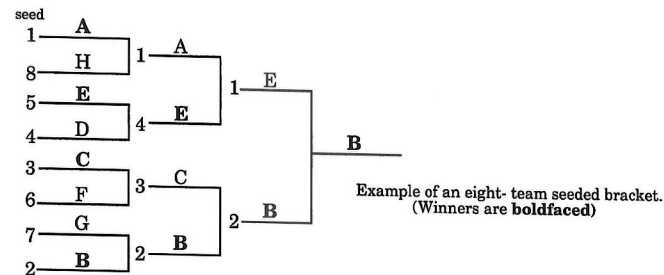 seed
1 A
8 H
1 A
5 E
4 D
4 E
1 E
3 C
6 F
3 C
7 G
2 B
2 B
2 B
B
Example of an eight- team seeded bracket.
(Winners are boldfaced)